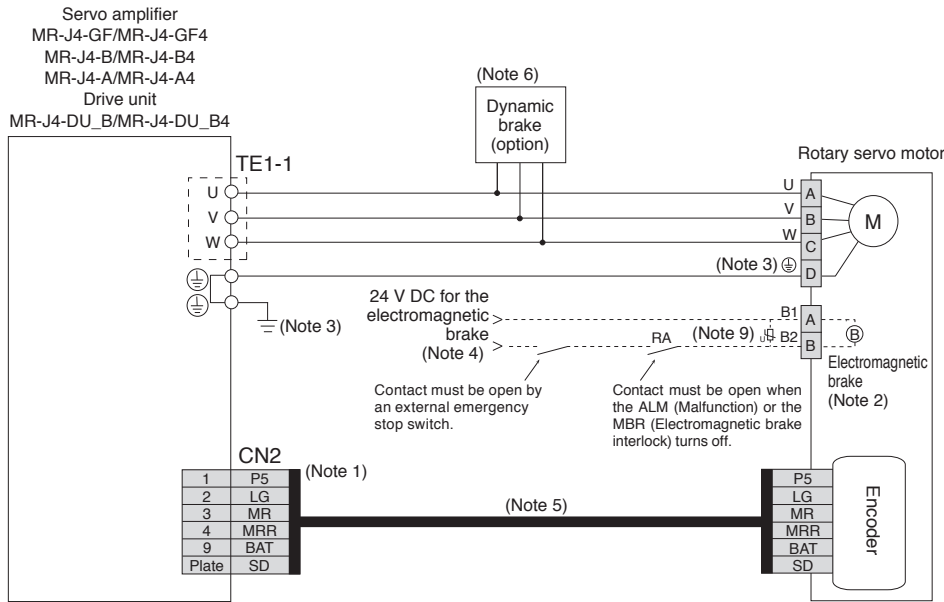 Servo amplifier
MR-J4-GF/MR-J4-GF4
MR-J4-B/MR-J4-B4
MR-J4-A/MR-J4-A4
Drive unit
MR-J4-DU_B/MR-J4-DU_B4
TE1-1
U
V
W
(Note 3)
(Note 6)
Dynamic
brake
(option)
Rotary servo motor
U
A
V
B
W
C
(Note 3)
D
M
24 V DC for the
electromagnetic
brake
(Note 4)
B1
A
RA
(Note 9)
B2
B
B
Electromagnetic
brake
(Note 2)
Contact must be open by
an external emergency
stop switch.
Contact must be open when
the ALM (Malfunction) or the
MBR (Electromagnetic brake
interlock) turns off.
CN2
(Note 1)
1 P5
2 LG
3 MR
4 MRR
9 BAT
Plate SD
(Note 5)
P5
LG
MR
MRR
BAT
SD
Encoder